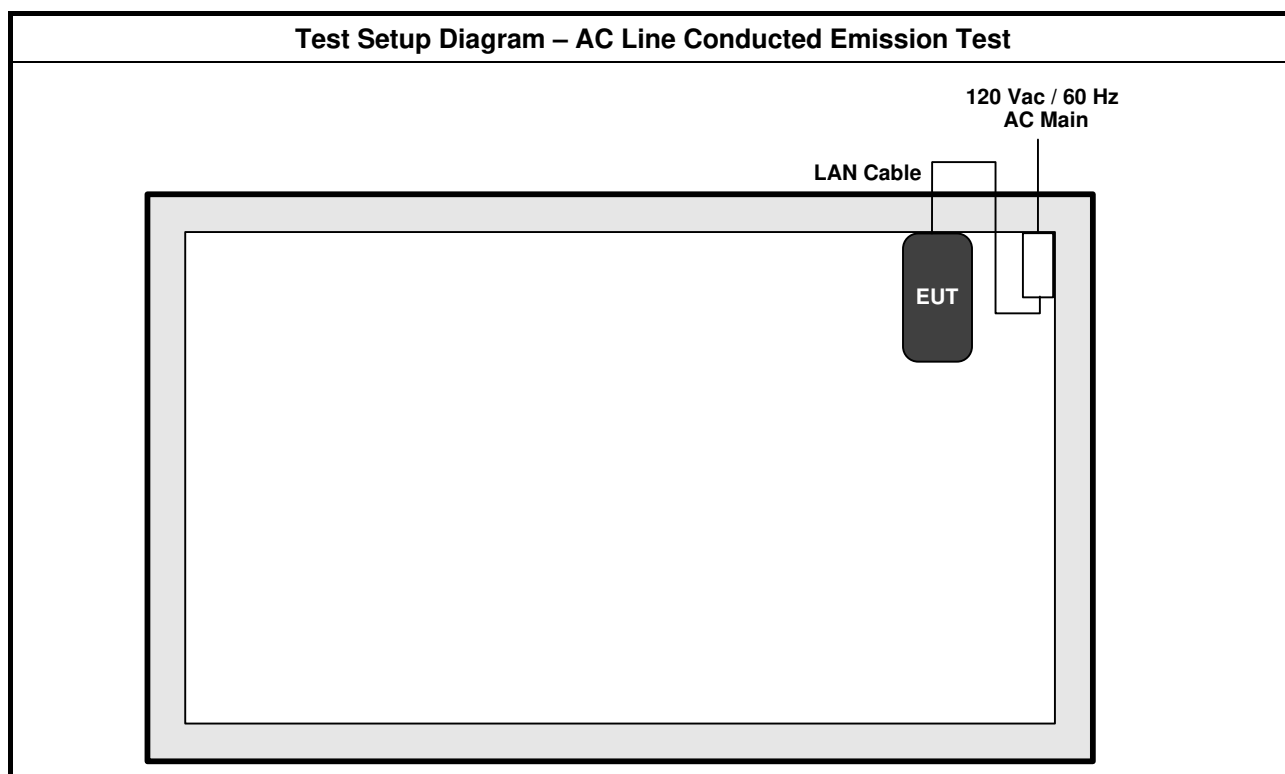 Test Setup Diagram – AC Line Conducted Emission Test
120 Vac / 60 Hz
AC Main
LAN Cable
EUT